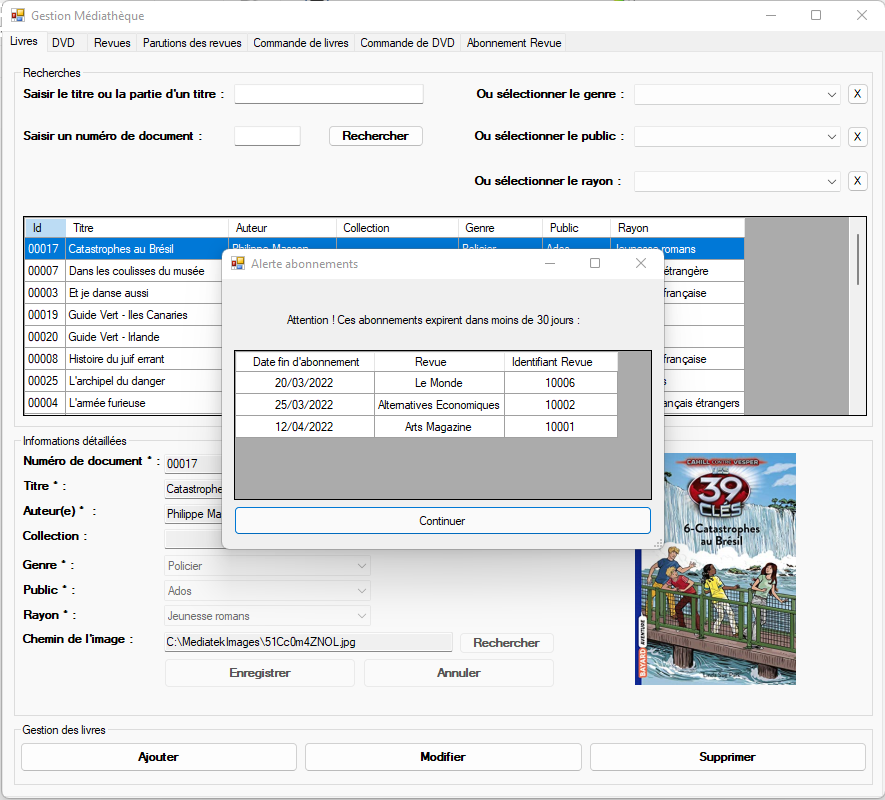 Gestion Médiathèque
Livres DVD Revues Parutions des revues Commande de livres Commande de DVD Abonnement Revue
Recherches
Saisir le titre ou la partie d'un titre : Ou sélectionner le genre : X
Saisir un numéro de document : Rechercher Ou sélectionner le public : X
Ou sélectionner le rayon : X
Id Titre Auteur Collection Genre Public Rayon
00017 Catastrophes au Brésil Philippe Masson Policier Ados Jeunesse romans
00007 Dans les coulisses du musée étrangère
00003 Et je danse aussi française
00019 Guide Vert - Iles Canaries
00020 Guide Vert - Irlande
00008 Histoire du juif errant française
00025 L'archipel du danger s
00004 L'armée furieuse ançais étrangers
Alerte abonnements
Attention ! Ces abonnements expirent dans moins de 30 jours :
Date fin d'abonnement Revue Identifiant Revue
20/03/2022 Le Monde 10006
25/03/2022 Alternatives Economiques 10002
12/04/2022 Arts Magazine 10001
Continuer
Informations détaillées
Numéro de document * : 00017
Titre * : Catastrophe
Auteur(e) * : Philippe Ma
Collection :
Genre * : Policier
Public * : Ados
Rayon * : Jeunesse romans
Chemin de l'image : C:\MediatekImages\51Cc0m4ZNOL.jpg Rechercher
Enregistrer Annuler
CAHILL CONTRE VESPER
39
CLÉS
6-Catastrophes
au Brésil
BAYARD AVENTURE
Gestion des livres
Ajouter Modifier Supprimer